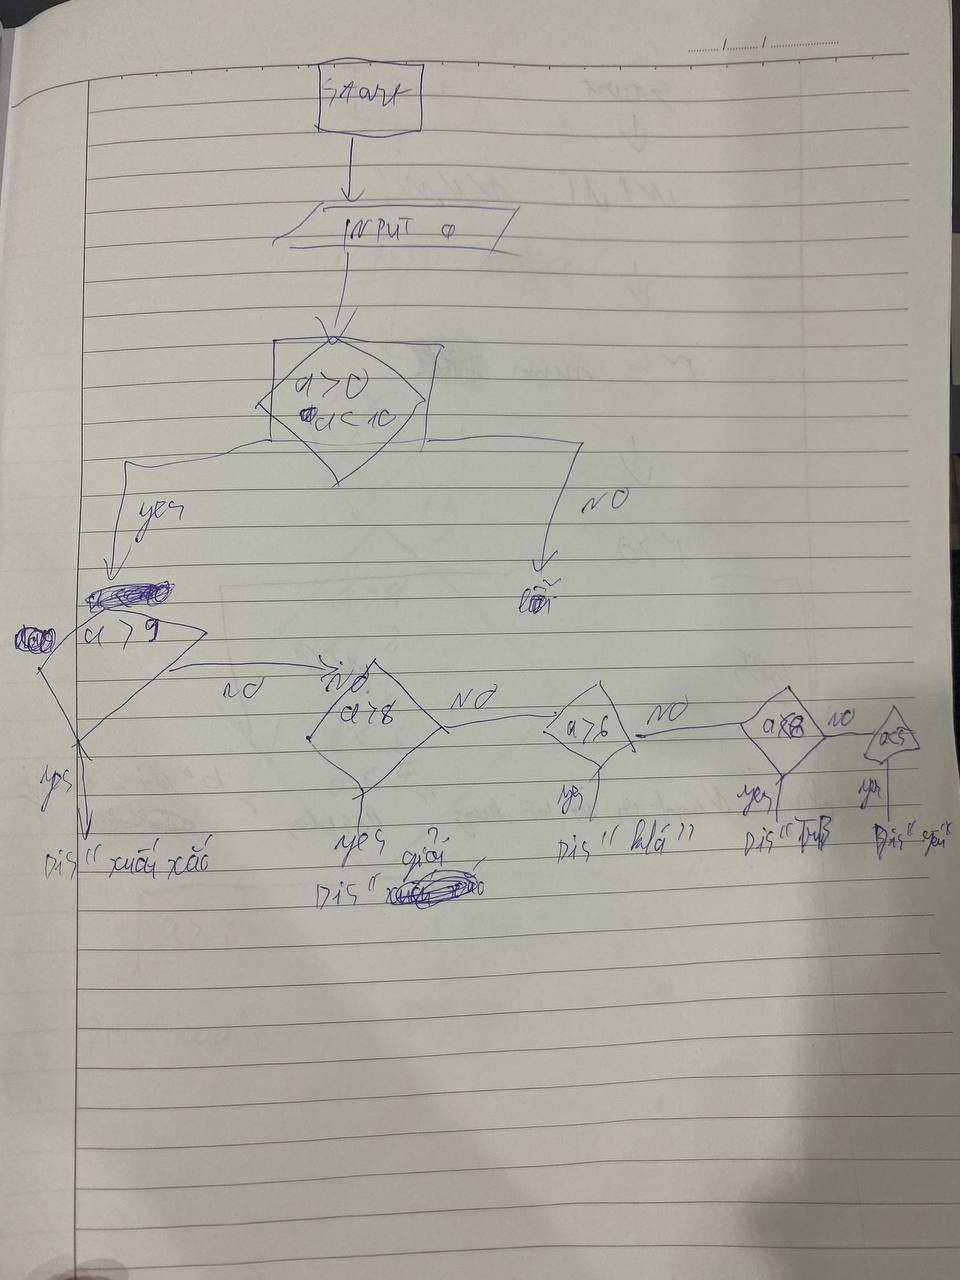 Start
INPUT a
a > 0
a < 10
yes
NO
lỗi
a > 9
NO
NO
a > 8
NO
a > 6
NO
NO
a < 5
yes
yes
yes
yes
yes
Dis " xuất xắc
giỏi
Dis "
Dis " khá "
Dis " TrB
Dis " yếu "